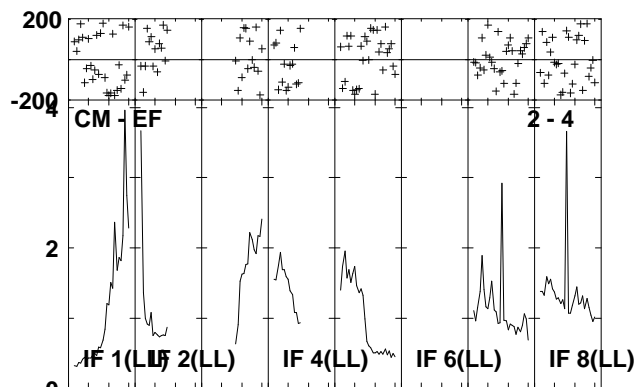 200
-200
4
CM - EF
2 - 4
2
IF 1(LL)
IF 2(LL)
IF 4(LL)
IF 6(LL)
IF 8(LL)
0